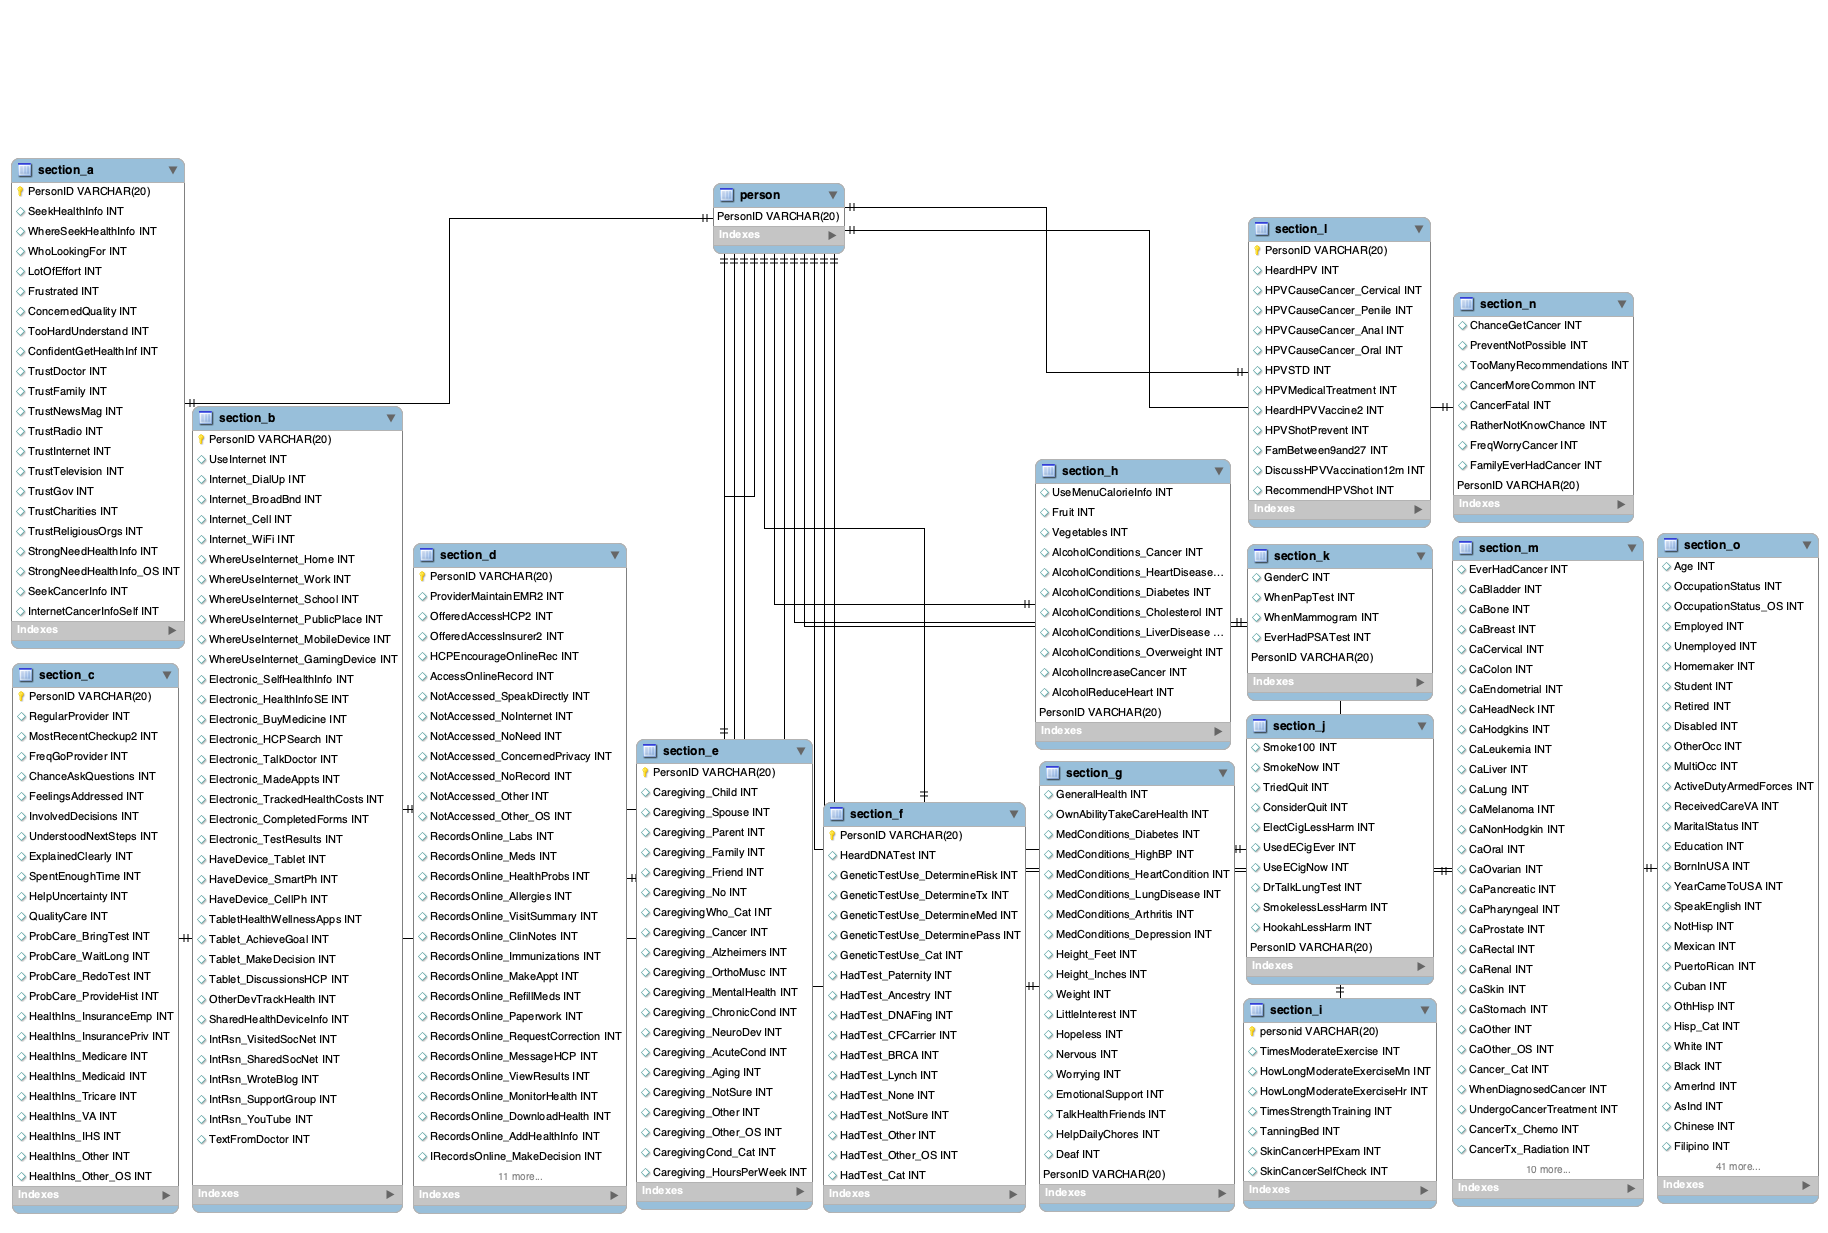 section_a
PersonID VARCHAR(20)
SeekHealthInfo INT
WhereSeekHealthInfo INT
WhoLookingFor INT
LotOfEffort INT
Frustrated INT
ConcernedQuality INT
TooHardUnderstand INT
ConfidentGetHealthInf INT
TrustDoctor INT
TrustFamily INT
TrustNewsMag INT
TrustRadio INT
TrustInternet INT
TrustTelevision INT
TrustGov INT
TrustCharities INT
TrustReligiousOrgs INT
StrongNeedHealthInfo INT
StrongNeedHealthInfo_OS INT
SeekCancerInfo INT
InternetCancerInfoSelf INT
Indexes
section_c
PersonID VARCHAR(20)
RegularProvider INT
MostRecentCheckup2 INT
FreqGoProvider INT
ChanceAskQuestions INT
FeelingsAddressed INT
InvolvedDecisions INT
UnderstoodNextSteps INT
ExplainedClearly INT
SpentEnoughTime INT
HelpUncertainty INT
QualityCare INT
ProbCare_BringTest INT
ProbCare_WaitLong INT
ProbCare_RedoTest INT
ProbCare_ProvideHist INT
HealthIns_InsuranceEmp INT
HealthIns_InsurancePriv INT
HealthIns_Medicare INT
HealthIns_Medicaid INT
HealthIns_Tricare INT
HealthIns_VA INT
HealthIns_IHS INT
HealthIns_Other INT
HealthIns_Other_OS INT
Indexes
section_b
PersonID VARCHAR(20)
UseInternet INT
Internet_DialUp INT
Internet_BroadBnd INT
Internet_Cell INT
Internet_WiFi INT
WhereUseInternet_Home INT
WhereUseInternet_Work INT
WhereUseInternet_School INT
WhereUseInternet_PublicPlace INT
WhereUseInternet_MobileDevice INT
WhereUseInternet_GamingDevice INT
Electronic_SelfHealthInfo INT
Electronic_HealthInfoSE INT
Electronic_BuyMedicine INT
Electronic_HCPSearch INT
Electronic_TalkDoctor INT
Electronic_MadeAppts INT
Electronic_TrackedHealthCosts INT
Electronic_CompletedForms INT
Electronic_TestResults INT
HaveDevice_Tablet INT
HaveDevice_SmartPh INT
HaveDevice_CellPh INT
TabletHealthWellnessApps INT
Tablet_AchieveGoal INT
Tablet_MakeDecision INT
Tablet_DiscussionsHCP INT
OtherDevTrackHealth INT
SharedHealthDeviceInfo INT
IntRsn_VisitedSocNet INT
IntRsn_SharedSocNet INT
IntRsn_WroteBlog INT
IntRsn_SupportGroup INT
IntRsn_YouTube INT
TextFromDoctor INT
Indexes
section_d
PersonID VARCHAR(20)
ProviderMaintainEMR2 INT
OfferedAccessHCP2 INT
OfferedAccessInsurer2 INT
HCPEncourageOnlineRec INT
AccessOnlineRecord INT
NotAccessed_SpeakDirectly INT
NotAccessed_NoInternet INT
NotAccessed_NoNeed INT
NotAccessed_ConcernedPrivacy INT
NotAccessed_NoRecord INT
NotAccessed_Other INT
NotAccessed_Other_OS INT
RecordsOnline_Labs INT
RecordsOnline_Meds INT
RecordsOnline_HealthProbs INT
RecordsOnline_Allergies INT
RecordsOnline_VisitSummary INT
RecordsOnline_ClinNotes INT
RecordsOnline_Immunizations INT
RecordsOnline_MakeAppt INT
RecordsOnline_RefillMeds INT
RecordsOnline_Paperwork INT
RecordsOnline_RequestCorrection INT
RecordsOnline_MessageHCP INT
RecordsOnline_ViewResults INT
RecordsOnline_MonitorHealth INT
RecordsOnline_DownloadHealth INT
RecordsOnline_AddHealthInfo INT
IRecordsOnline_MakeDecision INT
11 more...
Indexes
person
PersonID VARCHAR(20)
Indexes
section_e
PersonID VARCHAR(20)
Caregiving_Child INT
Caregiving_Spouse INT
Caregiving_Parent INT
Caregiving_Family INT
Caregiving_Friend INT
Caregiving_No INT
CaregivingWho_Cat INT
Caregiving_Cancer INT
Caregiving_Alzheimers INT
Caregiving_OrthoMusc INT
Caregiving_MentalHealth INT
Caregiving_ChronicCond INT
Caregiving_NeuroDev INT
Caregiving_AcuteCond INT
Caregiving_Aging INT
Caregiving_NotSure INT
Caregiving_Other INT
Caregiving_Other_OS INT
CaregivingCond_Cat INT
Caregiving_HoursPerWeek INT
Indexes
section_f
PersonID VARCHAR(20)
HeardDNATest INT
GeneticTestUse_DetermineRisk INT
GeneticTestUse_DetermineTx INT
GeneticTestUse_DetermineMed INT
GeneticTestUse_DeterminePass INT
GeneticTestUse_Cat INT
HadTest_Paternity INT
HadTest_Ancestry INT
HadTest_DNAFing INT
HadTest_CFCarrier INT
HadTest_BRCA INT
HadTest_Lynch INT
HadTest_None INT
HadTest_NotSure INT
HadTest_Other INT
HadTest_Other_OS INT
HadTest_Cat INT
Indexes
section_h
UseMenuCalorieInfo INT
Fruit INT
Vegetables INT
AlcoholConditions_Cancer INT
AlcoholConditions_HeartDisease...
AlcoholConditions_Diabetes INT
AlcoholConditions_Cholesterol INT
AlcoholConditions_LiverDisease ...
AlcoholConditions_Overweight INT
AlcoholIncreaseCancer INT
AlcoholReduceHeart INT
PersonID VARCHAR(20)
Indexes
section_g
GeneralHealth INT
OwnAbilityTakeCareHealth INT
MedConditions_Diabetes INT
MedConditions_HighBP INT
MedConditions_HeartCondition INT
MedConditions_LungDisease INT
MedConditions_Arthritis INT
MedConditions_Depression INT
Height_Feet INT
Height_Inches INT
Weight INT
LittleInterest INT
Hopeless INT
Nervous INT
Worrying INT
EmotionalSupport INT
TalkHealthFriends INT
HelpDailyChores INT
Deaf INT
PersonID VARCHAR(20)
Indexes
section_l
PersonID VARCHAR(20)
HeardHPV INT
HPVCauseCancer_Cervical INT
HPVCauseCancer_Penile INT
HPVCauseCancer_Anal INT
HPVCauseCancer_Oral INT
HPVSTD INT
HPVMedicalTreatment INT
HeardHPVVaccine2 INT
HPVShotPrevent INT
FamBetween9and27 INT
DiscussHPVVaccination12m INT
RecommendHPVShot INT
Indexes
section_k
GenderC INT
WhenPapTest INT
WhenMammogram INT
EverHadPSATest INT
PersonID VARCHAR(20)
Indexes
section_j
Smoke100 INT
SmokeNow INT
TriedQuit INT
ConsiderQuit INT
ElectCigLessHarm INT
UsedECigEver INT
UseECigNow INT
DrTalkLungTest INT
SmokelessLessHarm INT
HookahLessHarm INT
PersonID VARCHAR(20)
Indexes
section_i
personid VARCHAR(20)
TimesModerateExercise INT
HowLongModerateExerciseMn INT
HowLongModerateExerciseHr INT
TimesStrengthTraining INT
TanningBed INT
SkinCancerHPExam INT
SkinCancerSelfCheck INT
Indexes
section_n
ChanceGetCancer INT
PreventNotPossible INT
TooManyRecommendations INT
CancerMoreCommon INT
CancerFatal INT
RatherNotKnowChance INT
FreqWorryCancer INT
FamilyEverHadCancer INT
PersonID VARCHAR(20)
Indexes
section_m
EverHadCancer INT
CaBladder INT
CaBone INT
CaBreast INT
CaCervical INT
CaColon INT
CaEndometrial INT
CaHeadNeck INT
CaHodgkins INT
CaLeukemia INT
CaLiver INT
CaLung INT
CaMelanoma INT
CaNonHodgkin INT
CaOral INT
CaOvarian INT
CaPancreatic INT
CaPharyngeal INT
CaProstate INT
CaRectal INT
CaRenal INT
CaSkin INT
CaStomach INT
CaOther INT
CaOther_OS INT
Cancer_Cat INT
WhenDiagnosedCancer INT
UndergoCancerTreatment INT
CancerTx_Chemo INT
CancerTx_Radiation INT
10 more...
Indexes
section_o
Age INT
OccupationStatus INT
OccupationStatus_OS INT
Employed INT
Unemployed INT
Homemaker INT
Student INT
Retired INT
Disabled INT
OtherOcc INT
MultiOcc INT
ActiveDutyArmedForces INT
ReceivedCareVA INT
MaritalStatus INT
Education INT
BornInUSA INT
YearCameToUSA INT
SpeakEnglish INT
NotHisp INT
Mexican INT
PuertoRican INT
Cuban INT
OthHisp INT
Hisp_Cat INT
White INT
Black INT
AmerInd INT
AsInd INT
Chinese INT
Filipino INT
41 more...
Indexes